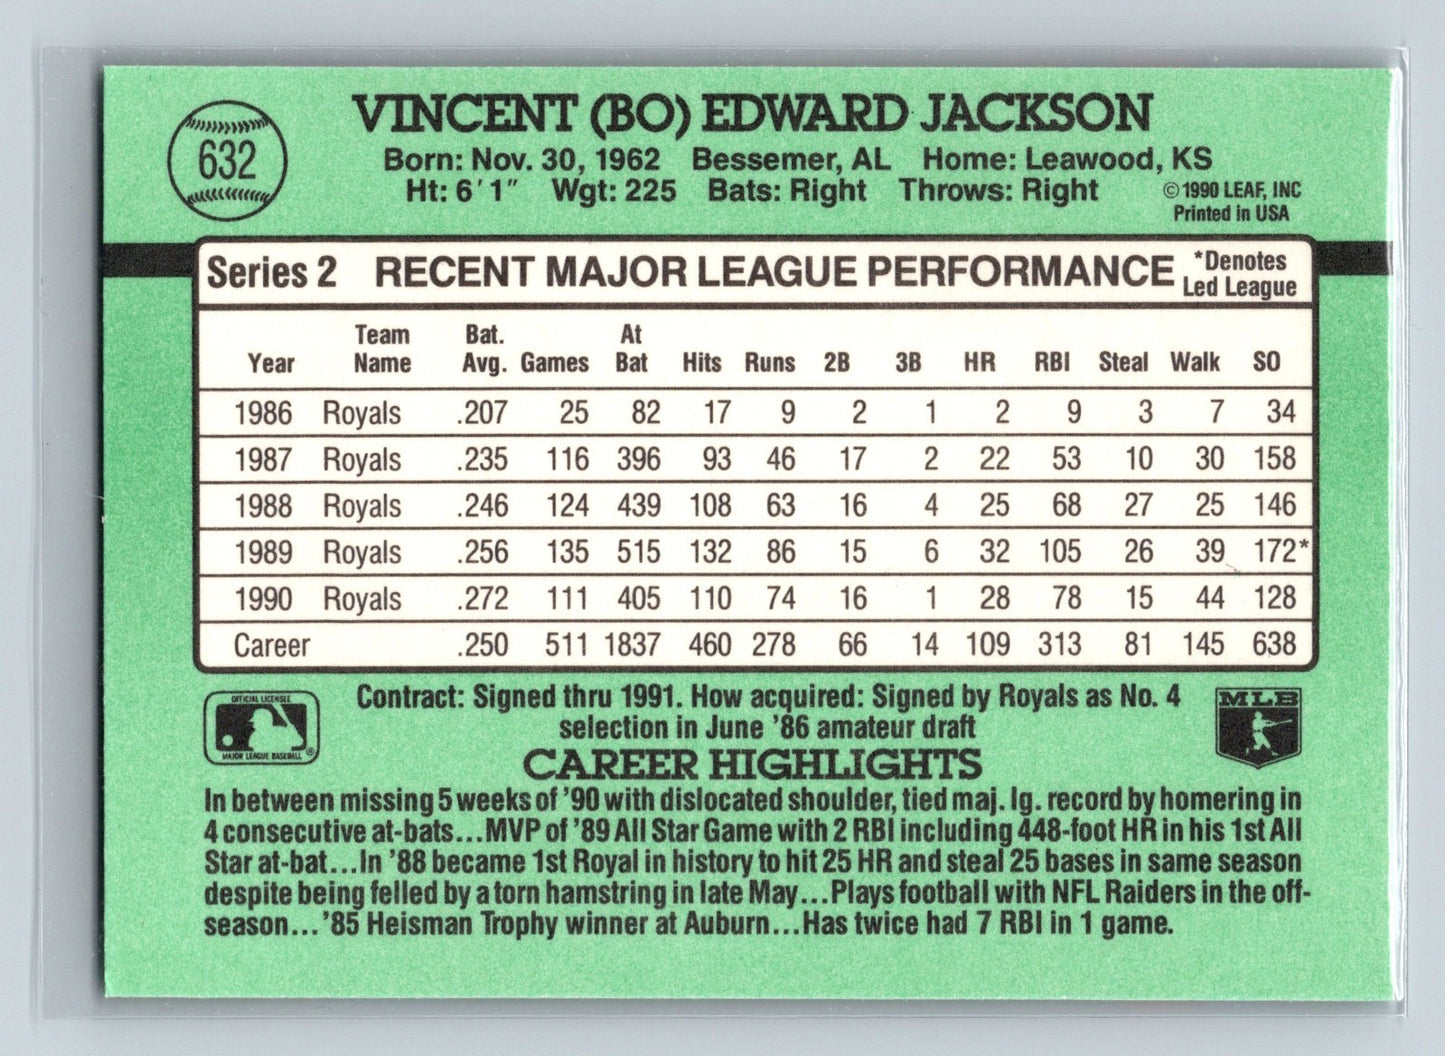 632
VINCENT (BO) EDWARD JACKSON
Born: Nov. 30, 1962 Bessemer, AL Home: Leawood, KS
Ht: 6' 1" Wgt: 225 Bats: Right Throws: Right
©1990 LEAF, INC
Printed in USA
Series 2 RECENT MAJOR LEAGUE PERFORMANCE *Denotes Led League
Year Team Name Bat. Avg. Games At Bat Hits Runs 2B 3B HR RBI Steal Walk SO
1986 Royals .207 25 82 17 9 2 1 2 9 3 7 34
1987 Royals .235 116 396 93 46 17 2 22 53 10 30 158
1988 Royals .246 124 439 108 63 16 4 25 68 27 25 146
1989 Royals .256 135 515 132 86 15 6 32 105 26 39 172*
1990 Royals .272 111 405 110 74 16 1 28 78 15 44 128
Career .250 511 1837 460 278 66 14 109 313 81 145 638
OFFICIAL LICENSEE
MAJOR LEAGUE BASEBALL ®
Contract: Signed thru 1991. How acquired: Signed by Royals as No. 4
selection in June '86 amateur draft
MLB
CAREER HIGHLIGHTS
In between missing 5 weeks of '90 with dislocated shoulder, tied maj. lg. record by homering in
4 consecutive at-bats...MVP of '89 All Star Game with 2 RBI including 448-foot HR in his 1st All
Star at-bat...In '88 became 1st Royal in history to hit 25 HR and steal 25 bases in same season
despite being felled by a torn hamstring in late May...Plays football with NFL Raiders in the off-
season...'85 Heisman Trophy winner at Auburn...Has twice had 7 RBI in 1 game.